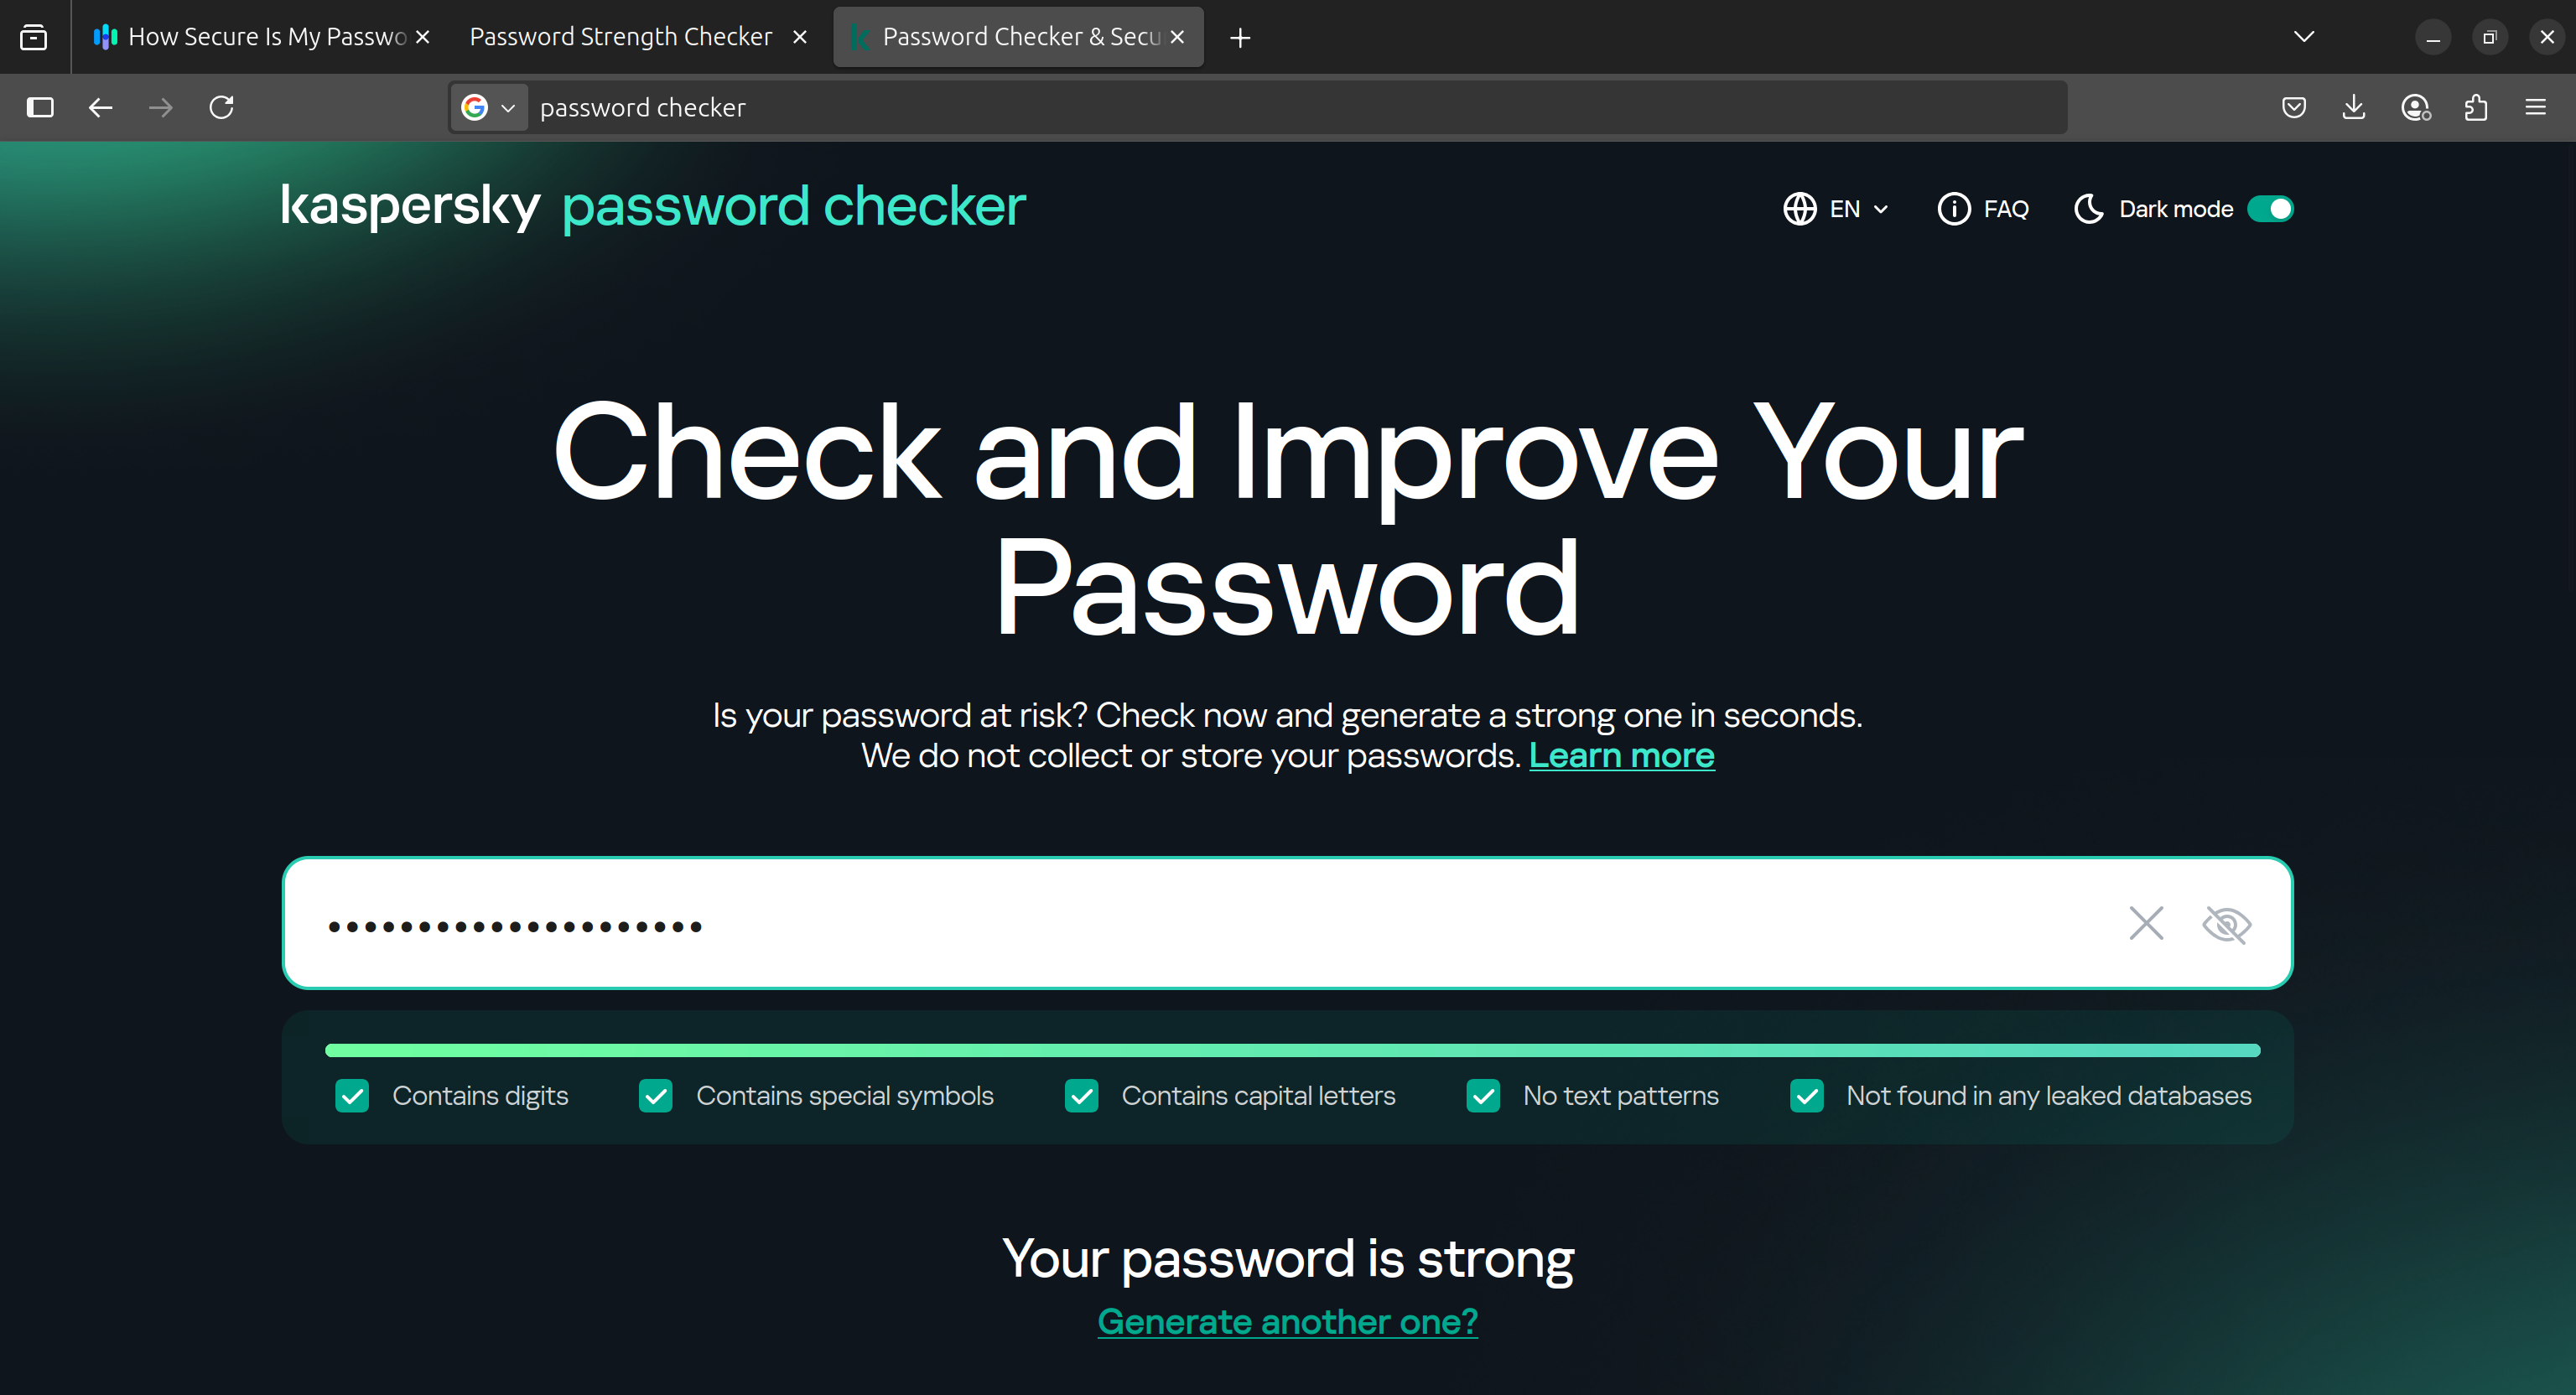 How Secure Is My Passwo
Password Strength Checker
Password Checker & Secu
password checker
kaspersky password checker
EN
FAQ
Dark mode
Check and Improve Your
Password
Is your password at risk? Check now and generate a strong one in seconds.
We do not collect or store your passwords. Learn more
•••••••••••••••••••••
Contains digits
Contains special symbols
Contains capital letters
No text patterns
Not found in any leaked databases
Your password is strong
Generate another one?